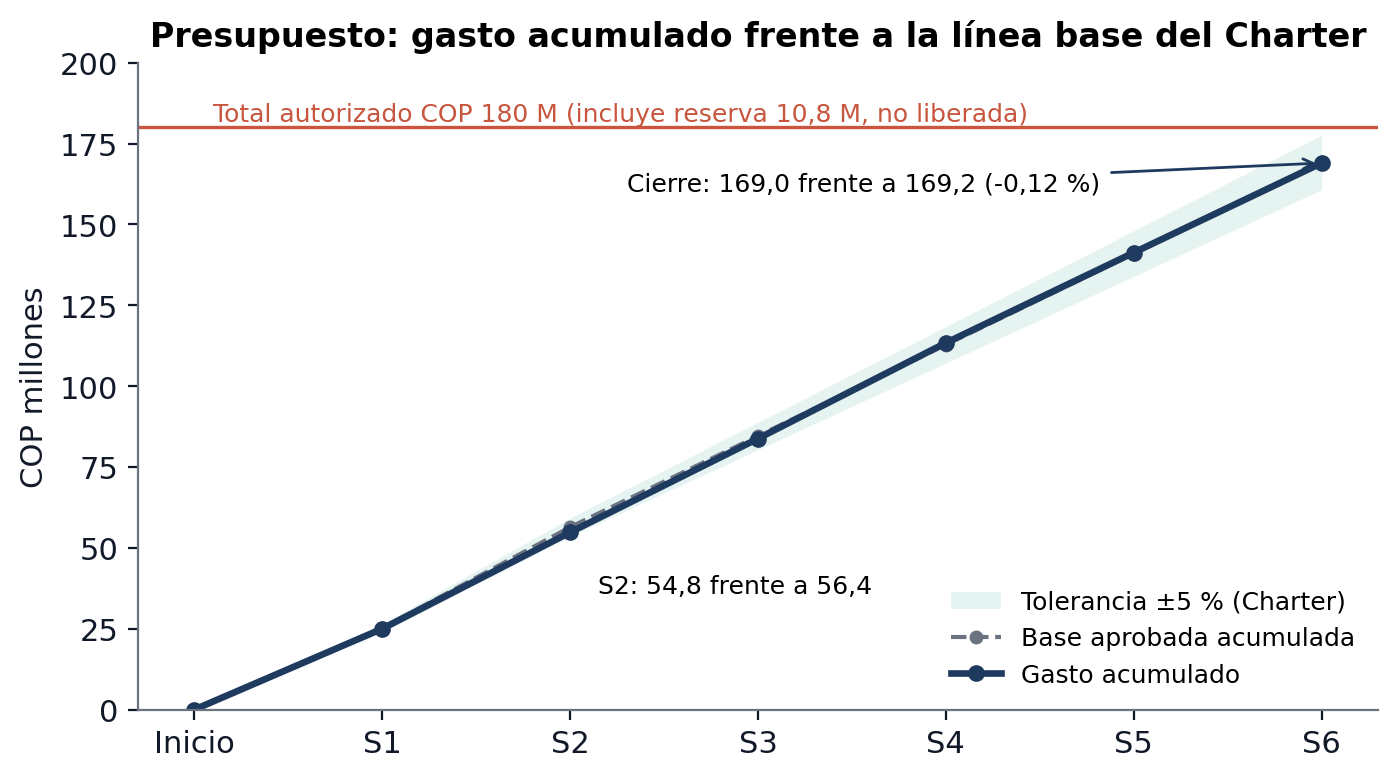 Presupuesto: gasto acumulado frente a la línea base del Charter
200
Total autorizado COP 180 M (incluye reserva 10,8 M, no liberada)
175
Cierre: 169,0 frente a 169,2 (-0,12 %)
150
125
COP millones
100
75
50
S2: 54,8 frente a 56,4
25
0
Tolerancia ±5 % (Charter)
Base aprobada acumulada
Gasto acumulado
Inicio S1 S2 S3 S4 S5 S6